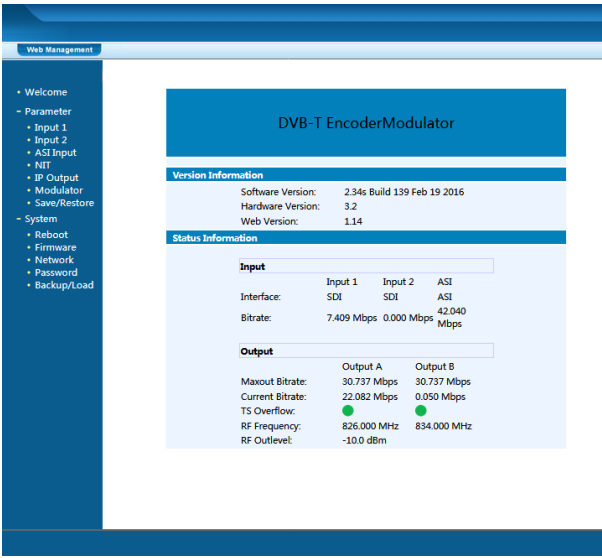 Web Management
Welcome
Parameter
Input 1
Input 2
ASI Input
NIT
IP Output
Modulator
Save/Restore
System
Reboot
Firmware
Network
Password
Backup/Load
DVB-T EncoderModulator
Version Information
Software Version: 2.34s Build 139 Feb 19 2016
Hardware Version: 3.2
Web Version: 1.14
Status Information
Input
Input 1 Input 2 ASI
Interface: SDI SDI ASI
Bitrate: 7.409 Mbps 0.000 Mbps 42.040 Mbps
Output
Output A Output B
Maxout Bitrate: 30.737 Mbps 30.737 Mbps
Current Bitrate: 22.082 Mbps 0.050 Mbps
TS Overflow:
RF Frequency: 826.000 MHz 834.000 MHz
RF Outlevel: -10.0 dBm